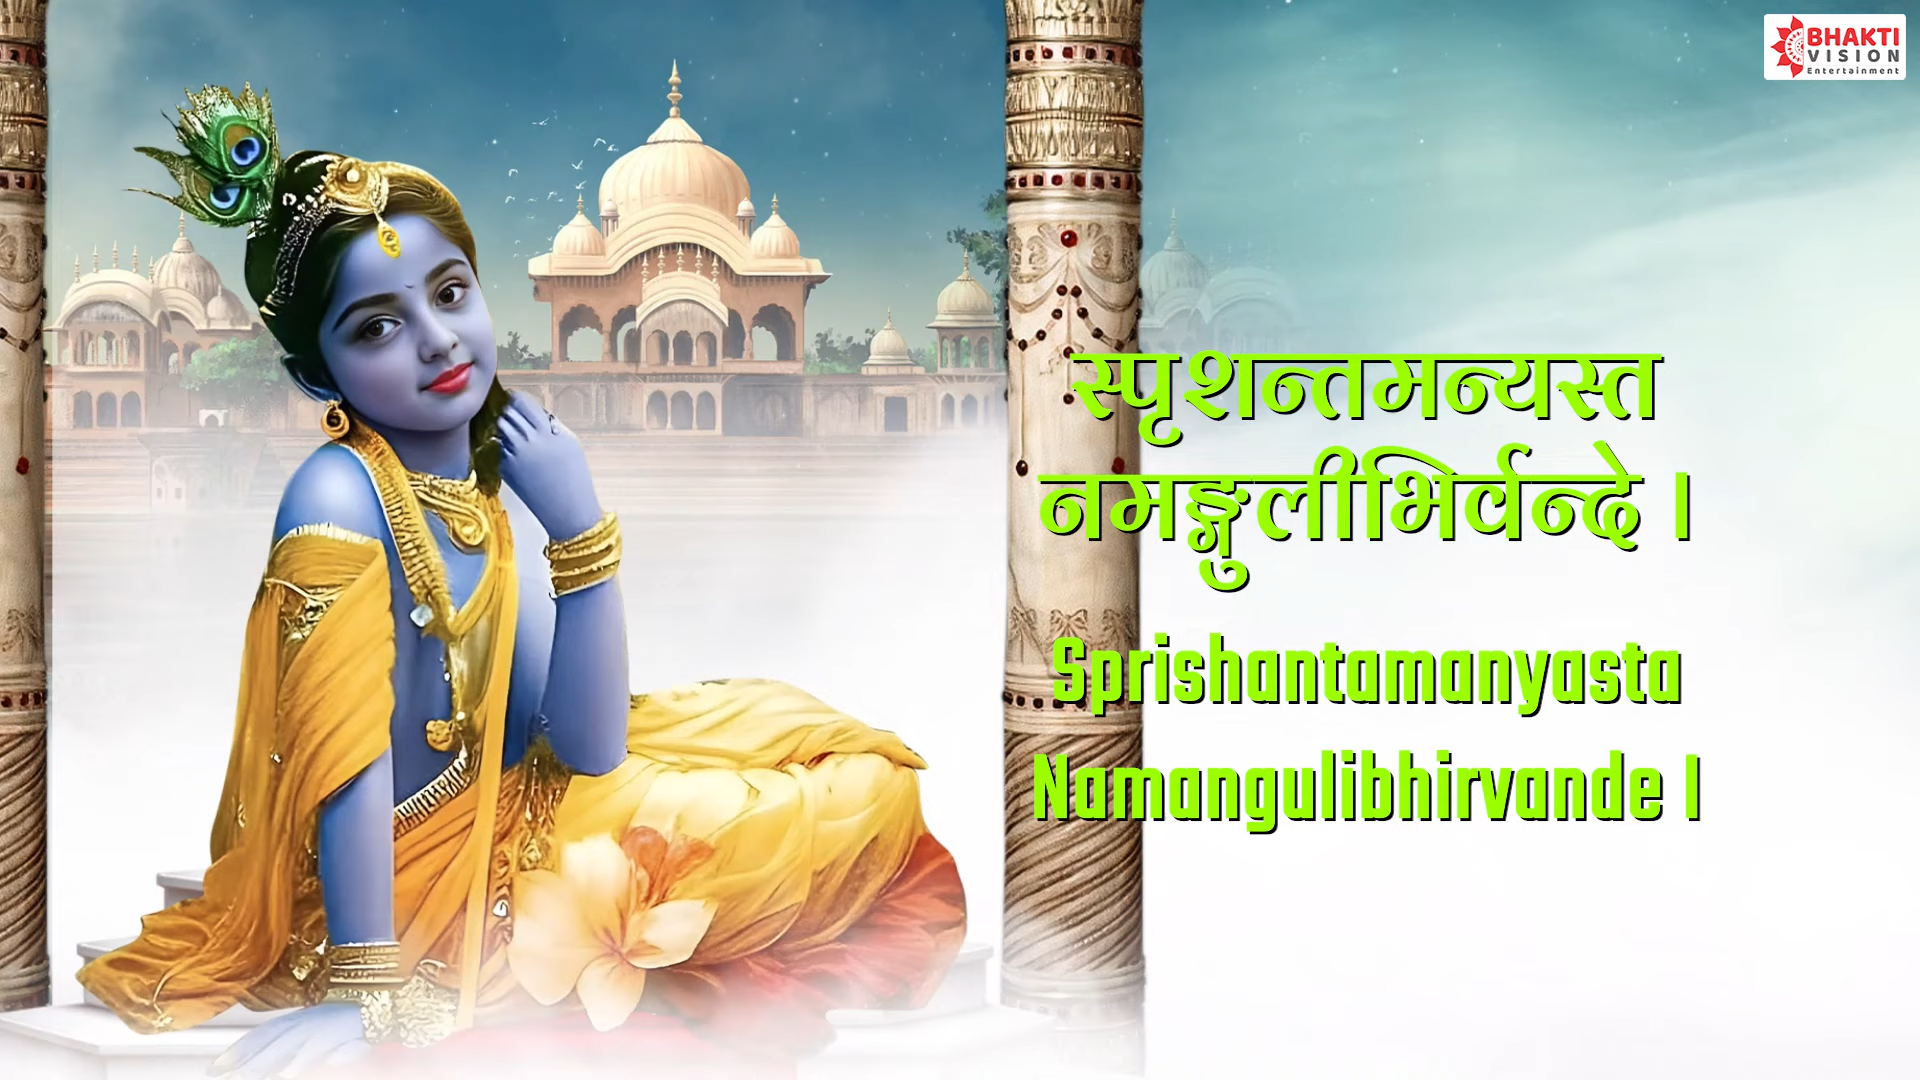 BHAKTI
VISION
Entertainment
स्पृशन्तमन्यस्त
नमङ्गुलीभिर्वन्दे ।
Sprishantamanyasta
Namangulibhirvande ।